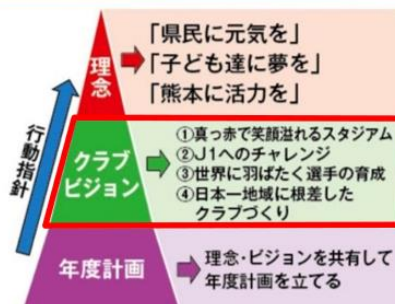 理念
「県民に元気を」
「子ども達に夢を」
「熊本に活力を」
行動指針
クラブ
ビジョン
①真っ赤で笑顔溢れるスタジアム
②J1へのチャレンジ
③世界に羽ばたく選手の育成
④日本一地域に根差した
クラブづくり
年度計画
理念・ビジョンを共有して
年度計画を立てる